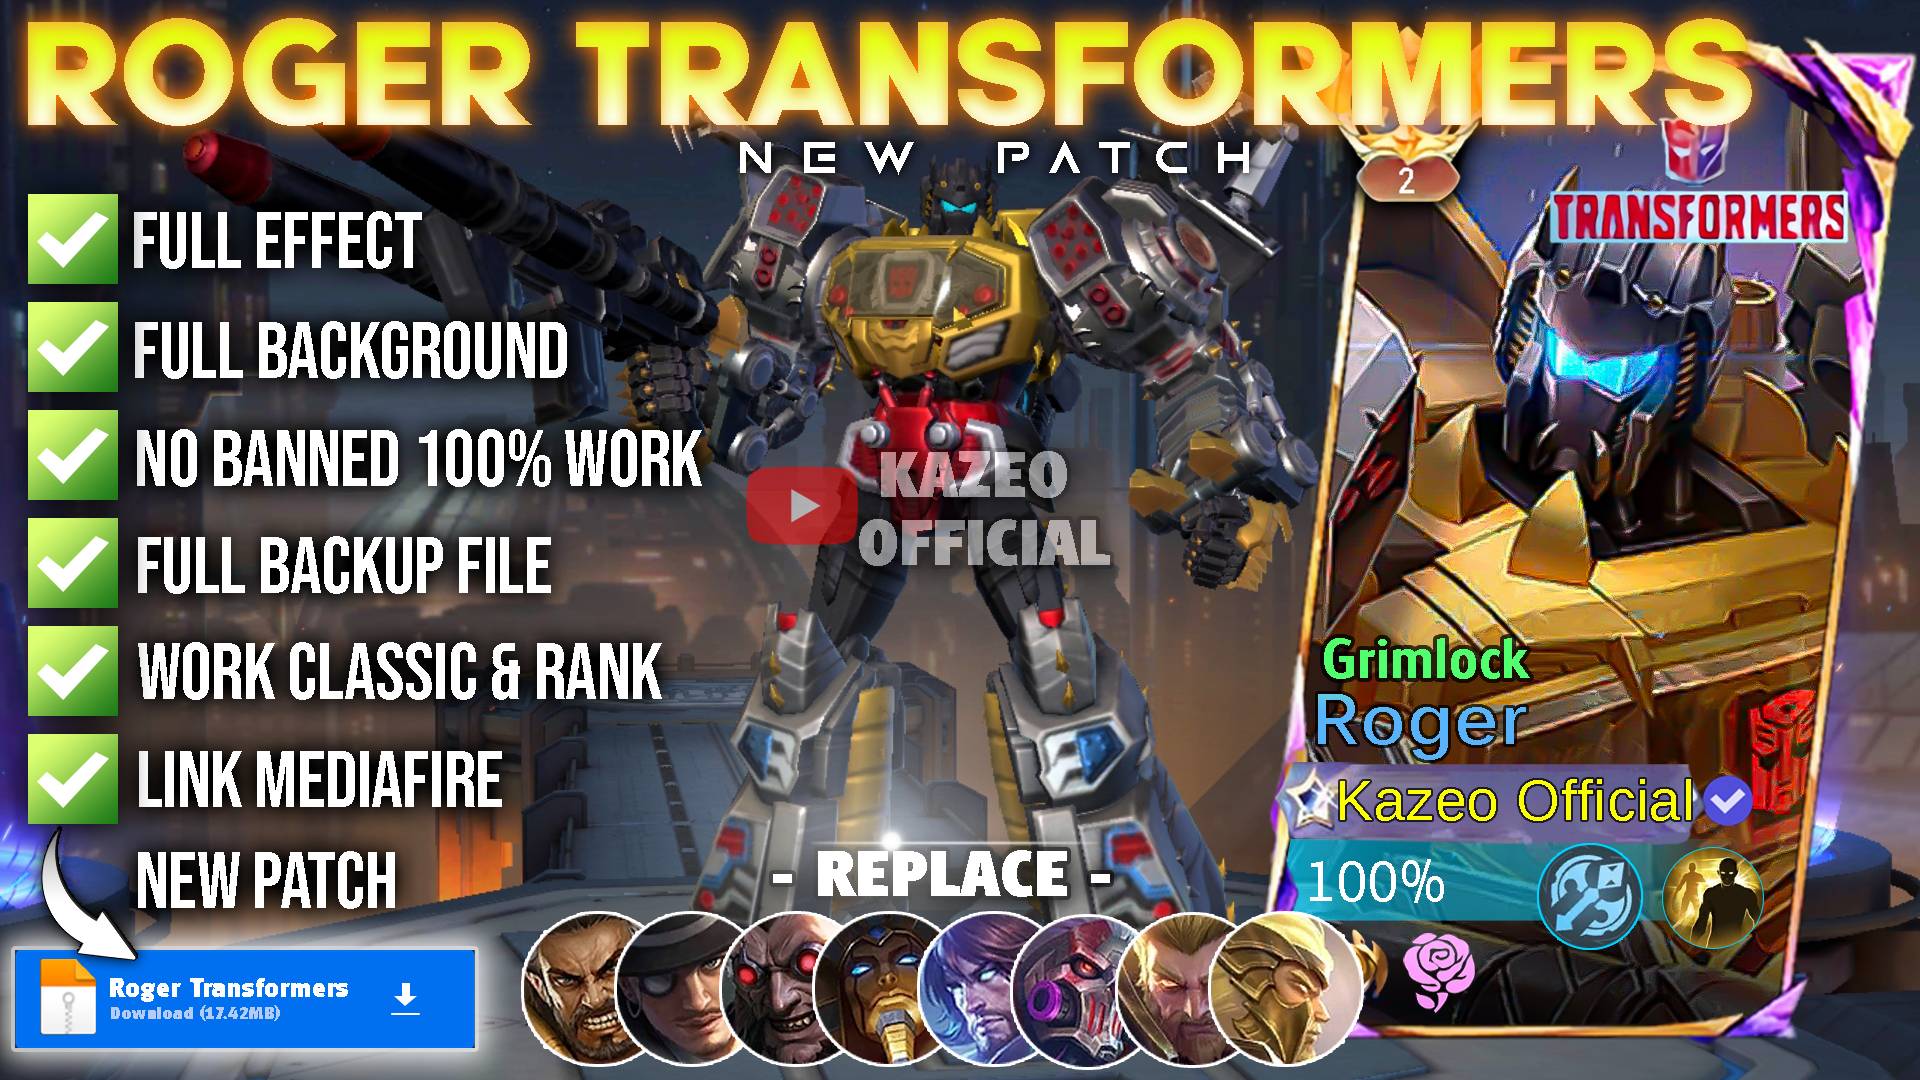 ROGER TRANSFORMERS
NEW PATCH
2
TRANSFORMERS
FULL EFFECT
FULL BACKGROUND
NO BANNED 100% WORK
FULL BACKUP FILE
WORK CLASSIC & RANK
LINK MEDIAFIRE
NEW PATCH
KAZEO
OFFICIAL
Grimlock
Roger
Kazeo Official
100%
- REPLACE -
Roger Transformers
Download (17.42MB)